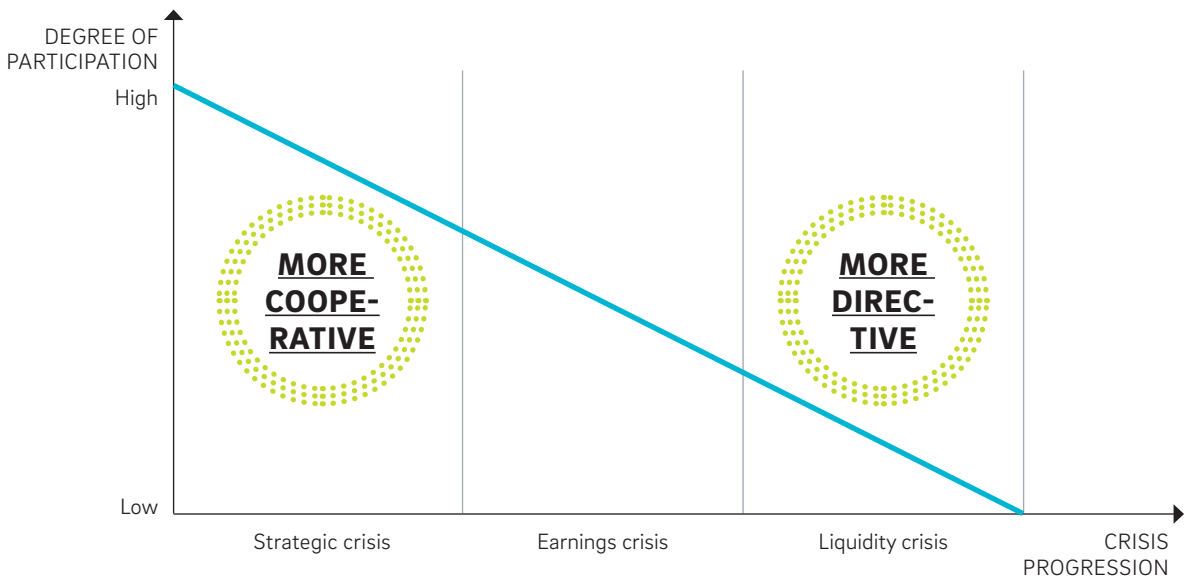 DEGREE OF
PARTICIPATION
High
MORE
COOPE-
RATIVE
MORE
DIREC-
TIVE
Low
Strategic crisis
Earnings crisis
Liquidity crisis
CRISIS
PROGRESSION